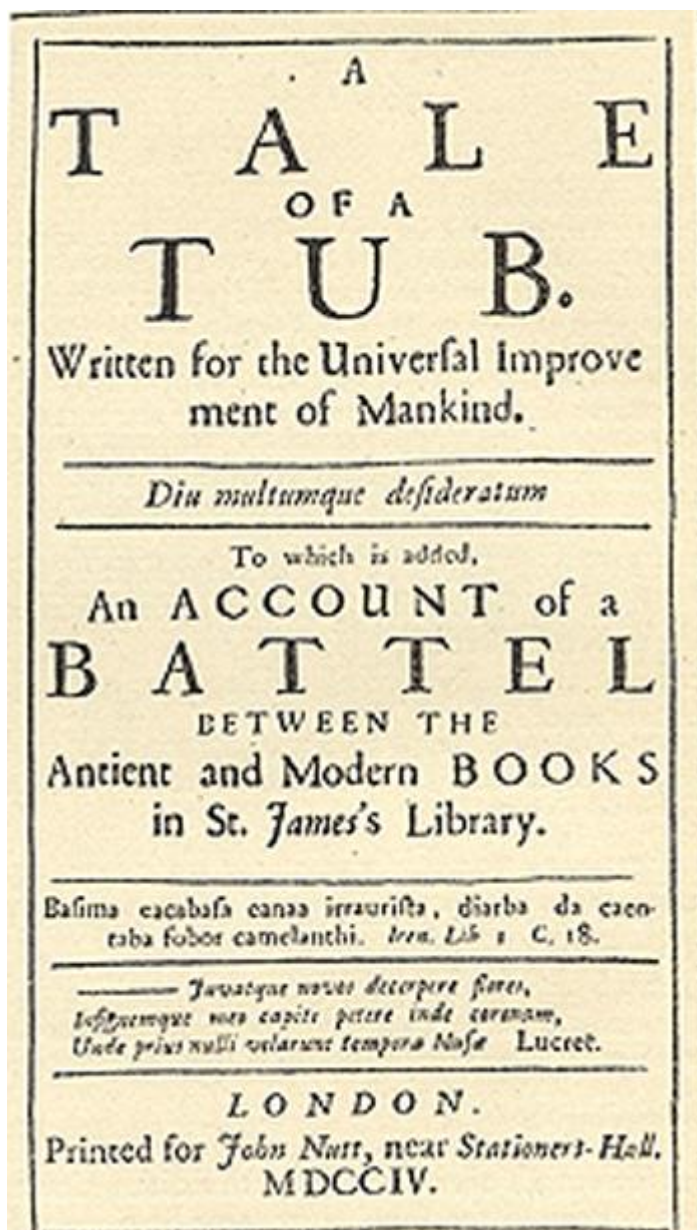 A
TALE
OF A
TUB.
Written for the Univerſal Improve
ment of Mankind.
Diu multumque deſideratum
To which is added,
An ACCOUNT of a
BATTEL
BETWEEN THE
Antient and Modern BOOKS
in St. James's Library.
Baſima eacabaſa eanaa irrauriſta, diarba da caeo-
taba fobor camelanthi. Iren. Lib 1 C. 18.
Juvatque novos decerpere flores,
Inſignemque meo capiti petere inde coronam,
Unde prius nulli velarunt tempora Muſæ Lucret.
LONDON.
Printed for John Nutt, near Stationers-Hall.
MDCCIV.